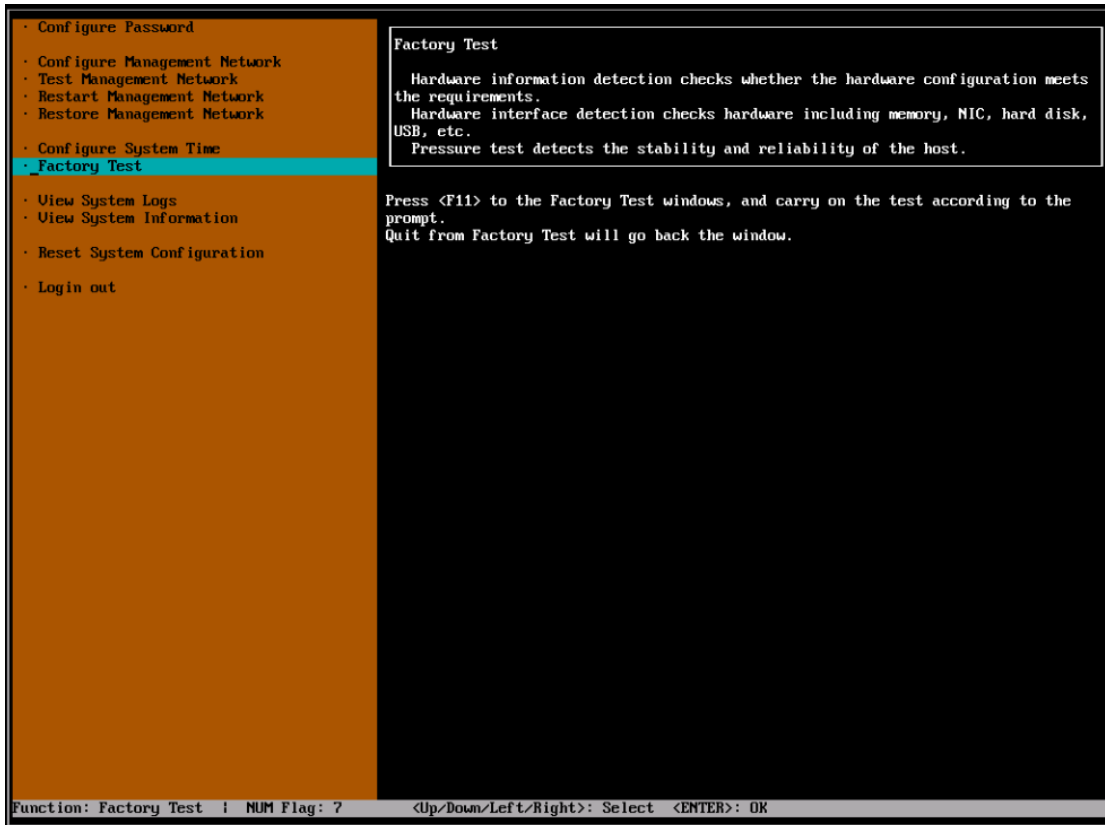 · Configure Password
· Configure Management Network
· Test Management Network
· Restart Management Network
· Restore Management Network
· Configure System Time
· Factory Test
· View System Logs
· View System Information
· Reset System Configuration
· Login out
Factory Test
Hardware information detection checks whether the hardware configuration meets
the requirements.
Hardware interface detection checks hardware including memory, NIC, hard disk,
USB, etc.
Pressure test detects the stability and reliability of the host.
Press <F11> to the Factory Test windows, and carry on the test according to the
prompt.
Quit from Factory Test will go back the window.
Function: Factory Test | NUM Flag: 7 <Up/Down/Left/Right>: Select <ENTER>: OK